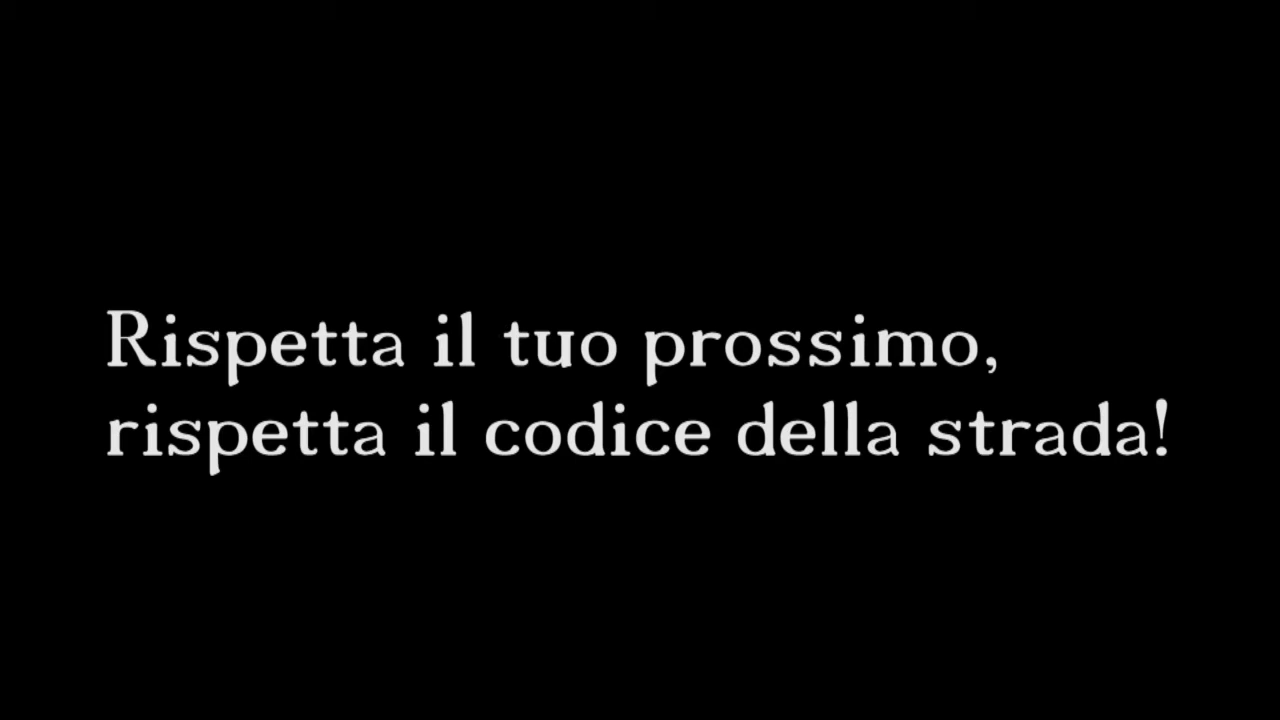 Rispetta il tuo prossimo,
rispetta il codice della strada!